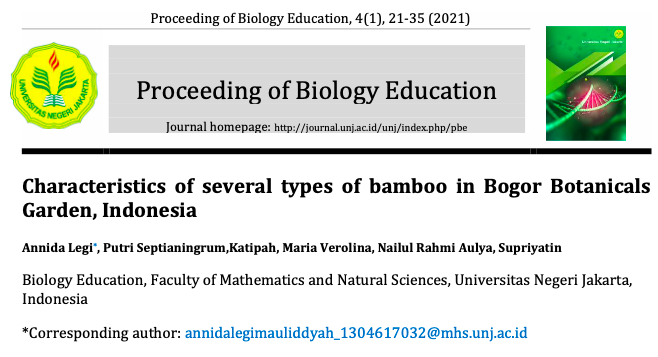 Proceeding of Biology Education, 4(1), 21-35 (2021)
UNIVERSITAS NEGERI JAKARTA
Proceeding of Biology Education
Journal homepage: http://journal.unj.ac.id/unj/index.php/pbe
Universitas Negeri Jakarta
Characteristics of several types of bamboo in Bogor Botanicals
Garden, Indonesia
Annida Legi*, Putri Septianingrum,Katipah, Maria Verolina, Nailul Rahmi Aulya, Supriyatin
Biology Education, Faculty of Mathematics and Natural Sciences, Universitas Negeri Jakarta,
Indonesia
*Corresponding author: annidalegimauliddyah_1304617032@mhs.unj.ac.id